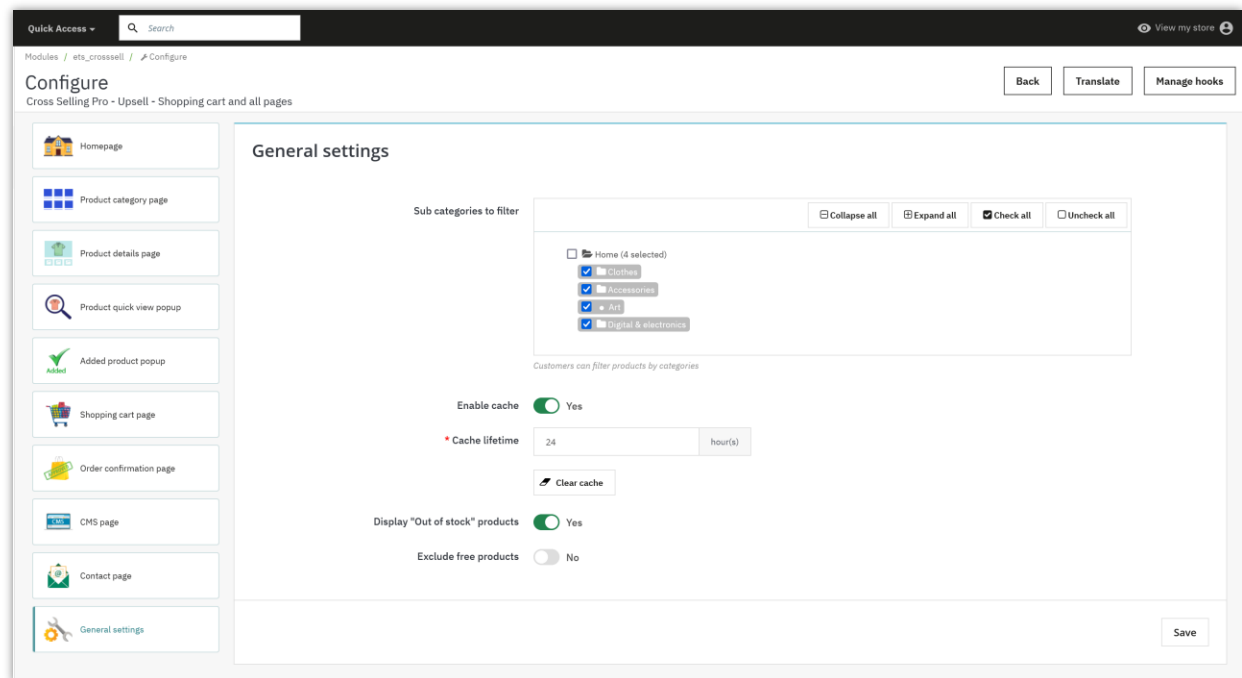 Quick Access
Search
View my store
Modules / ets_crosssell / Configure
Configure
Cross Selling Pro - Upsell - Shopping cart and all pages
Back
Translate
Manage hooks
Homepage
Product category page
Product details page
Product quick view popup
Added
Added product popup
Shopping cart page
Order confirmation page
CMS
CMS page
Contact page
General settings
General settings
Sub categories to filter
Collapse all
Expand all
Check all
Uncheck all
Home (4 selected)
Clothes
Accessories
Art
Digital & electronics
Customers can filter products by categories
Enable cache
Yes
* Cache lifetime
24
hour(s)
Clear cache
Display "Out of stock" products
Yes
Exclude free products
No
Save